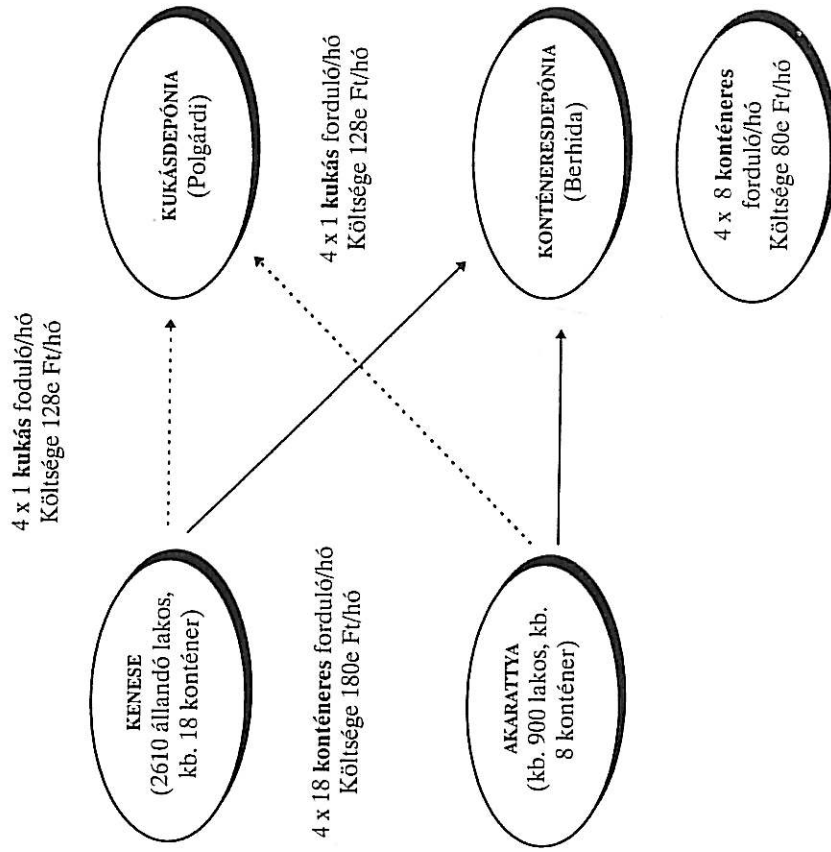 4 x 1 kukás foduló/hó
Költsége 128e Ft/hó
KENESE
(2610 állandó lakos,
kb. 18 konténer)
KUKÁSDEPÓNIA
(Polgárdi)
4 x 18 konténeres forduló/hó
Költsége 180e Ft/hó
4 x 1 kukás forduló/hó
Költsége 128e Ft/hó
AKARATTYA
(kb. 900 lakos, kb.
8 konténer)
KONTÉNERESDEPÓNIA
(Berhida)
4 x 8 konténeres
forduló/hó
Költsége 80e Ft/hó